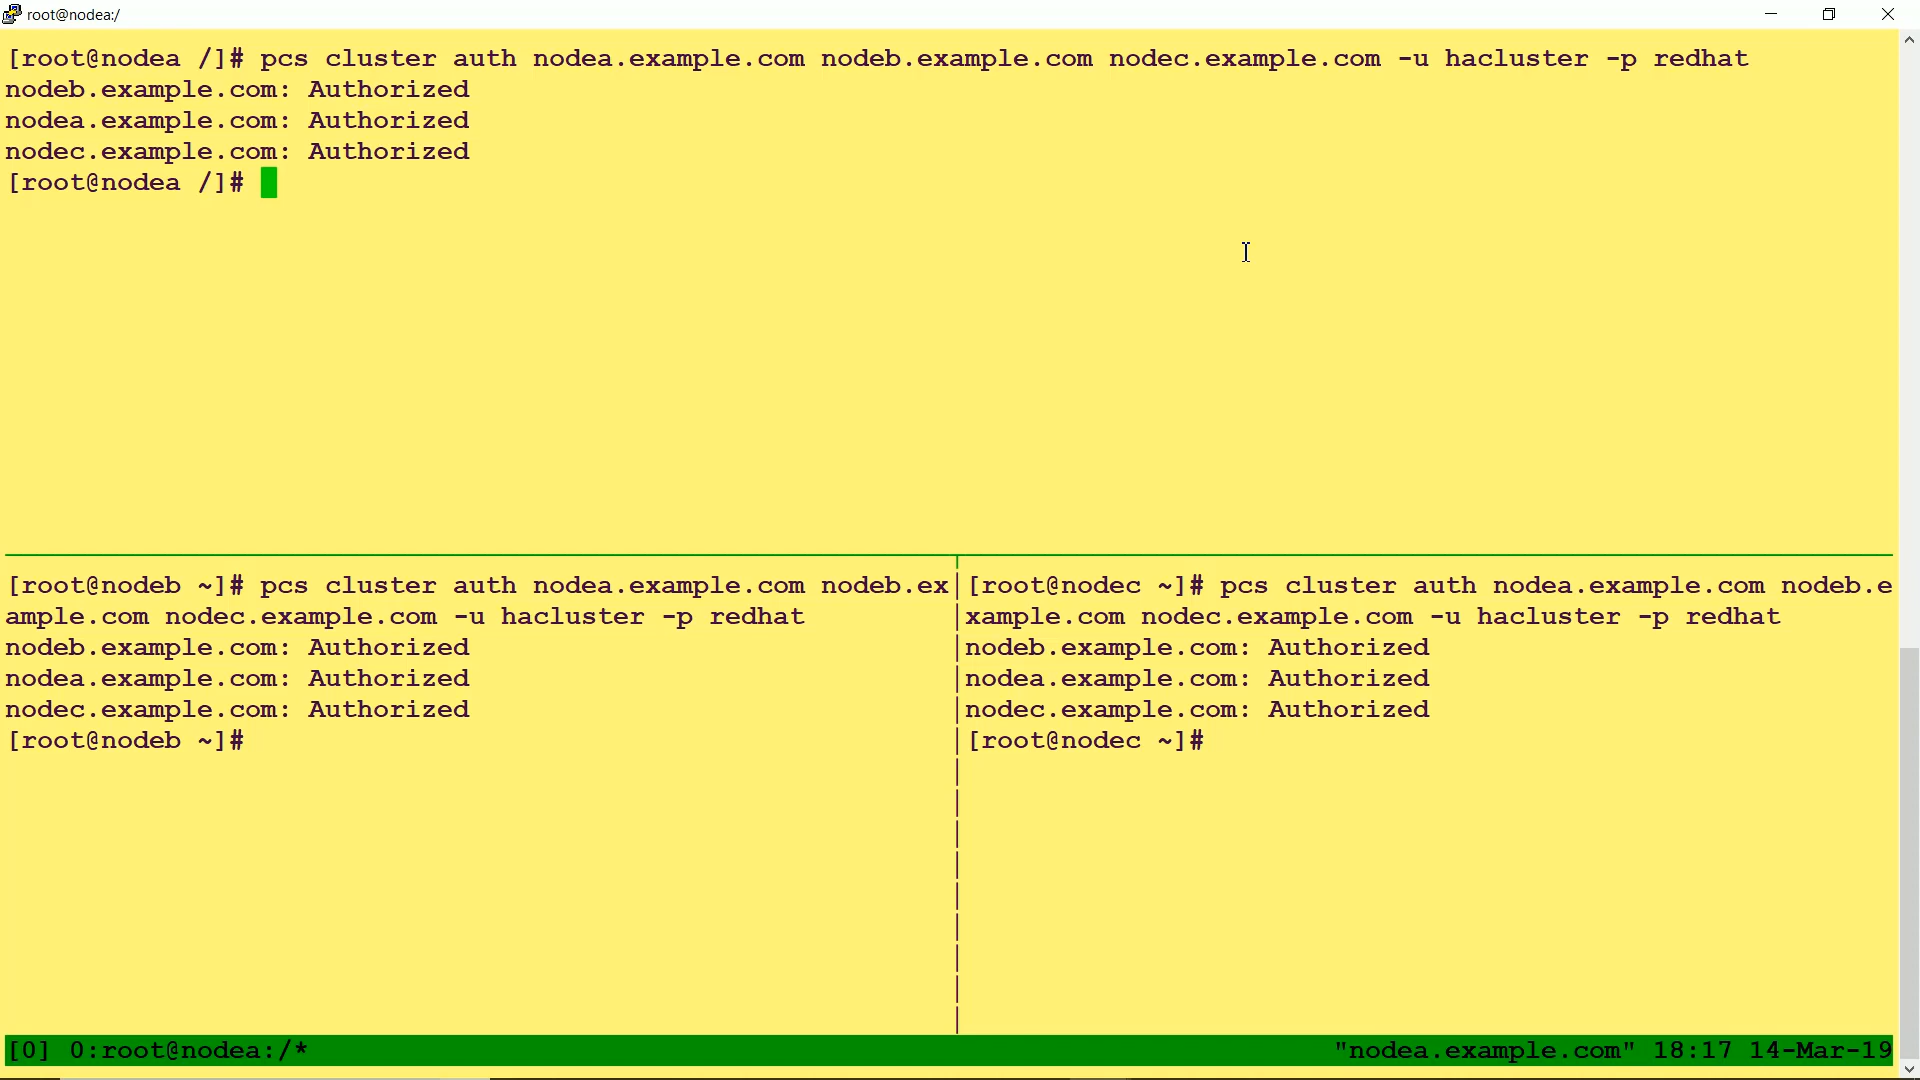 root@nodea:/
[root@nodea /]# pcs cluster auth nodea.example.com nodeb.example.com nodec.example.com -u hacluster -p redhat
nodeb.example.com: Authorized
nodea.example.com: Authorized
nodec.example.com: Authorized
[root@nodea /]#
[root@nodeb ~]# pcs cluster auth nodea.example.com nodeb.ex
ample.com nodec.example.com -u hacluster -p redhat
nodeb.example.com: Authorized
nodea.example.com: Authorized
nodec.example.com: Authorized
[root@nodeb ~]#
[root@nodec ~]# pcs cluster auth nodea.example.com nodeb.e
xample.com nodec.example.com -u hacluster -p redhat
nodeb.example.com: Authorized
nodea.example.com: Authorized
nodec.example.com: Authorized
[root@nodec ~]#
[0] 0:root@nodea:/* "nodea.example.com" 18:17 14-Mar-19